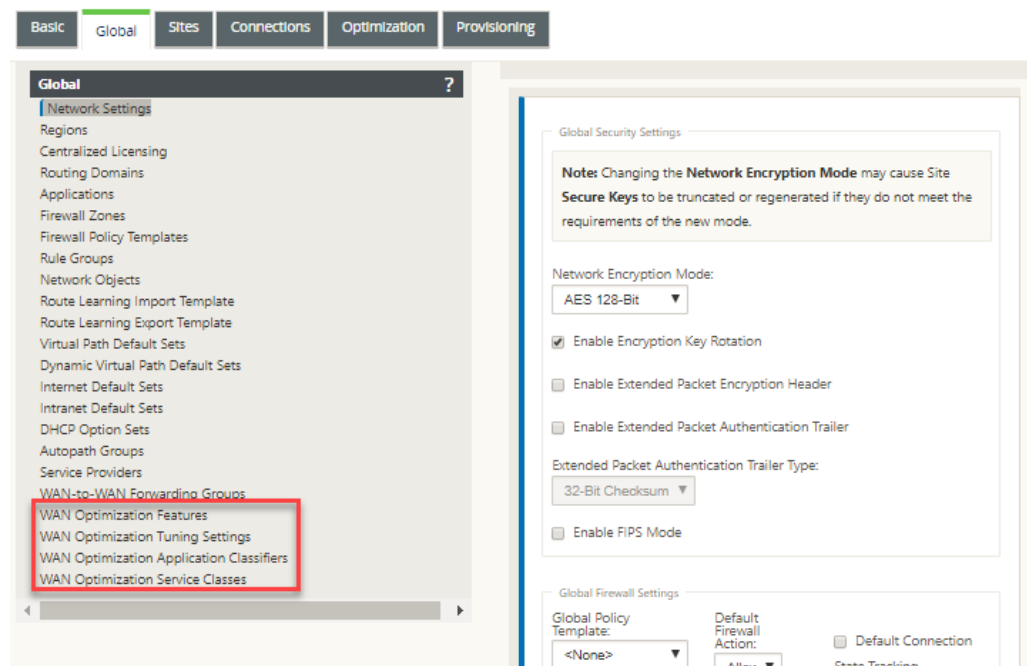 Basic Global Sites Connections Optimization Provisioning
Global ?
Network Settings
Regions
Centralized Licensing
Routing Domains
Applications
Firewall Zones
Firewall Policy Templates
Rule Groups
Network Objects
Route Learning Import Template
Route Learning Export Template
Virtual Path Default Sets
Dynamic Virtual Path Default Sets
Internet Default Sets
Intranet Default Sets
DHCP Option Sets
Autopath Groups
Service Providers
WAN-to-WAN Forwarding Groups
WAN Optimization Features
WAN Optimization Tuning Settings
WAN Optimization Application Classifiers
WAN Optimization Service Classes
Global Security Settings
Note: Changing the Network Encryption Mode may cause Site
Secure Keys to be truncated or regenerated if they do not meet the
requirements of the new mode.
Network Encryption Mode:
AES 128-Bit
Enable Encryption Key Rotation
Enable Extended Packet Encryption Header
Enable Extended Packet Authentication Trailer
Extended Packet Authentication Trailer Type:
32-Bit Checksum
Enable FIPS Mode
Global Firewall Settings
Global Policy
Template:
<None>
Default
Firewall
Action:
Allow
Default Connection
State Tracking